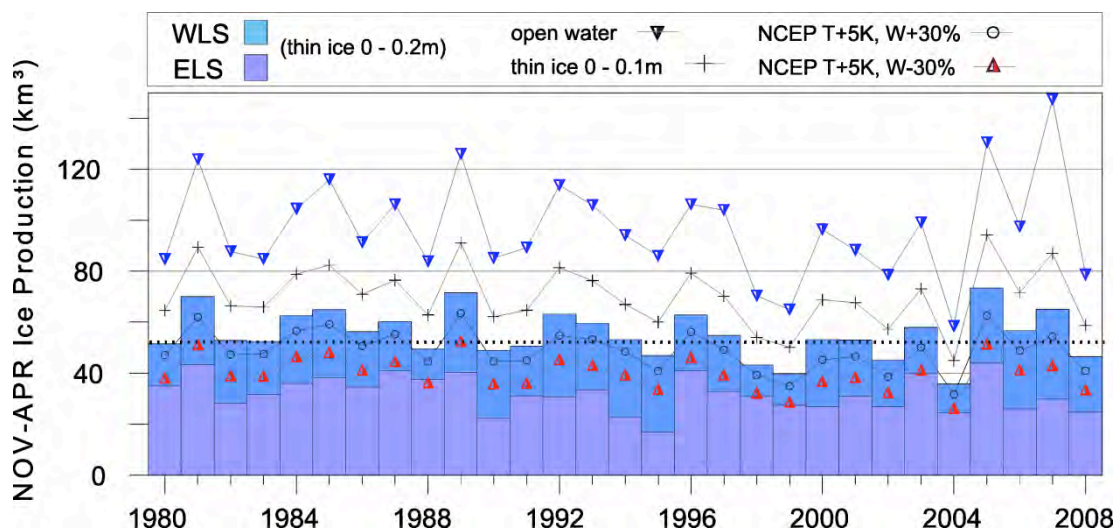 WLS
ELS
(thin ice 0 - 0.2m)
open water
thin ice 0 - 0.1m
NCEP T+5K, W+30%
NCEP T+5K, W-30%
NOV-APR Ice Production (km³)
120
80
40
0
1980 1984 1988 1992 1996 2000 2004 2008